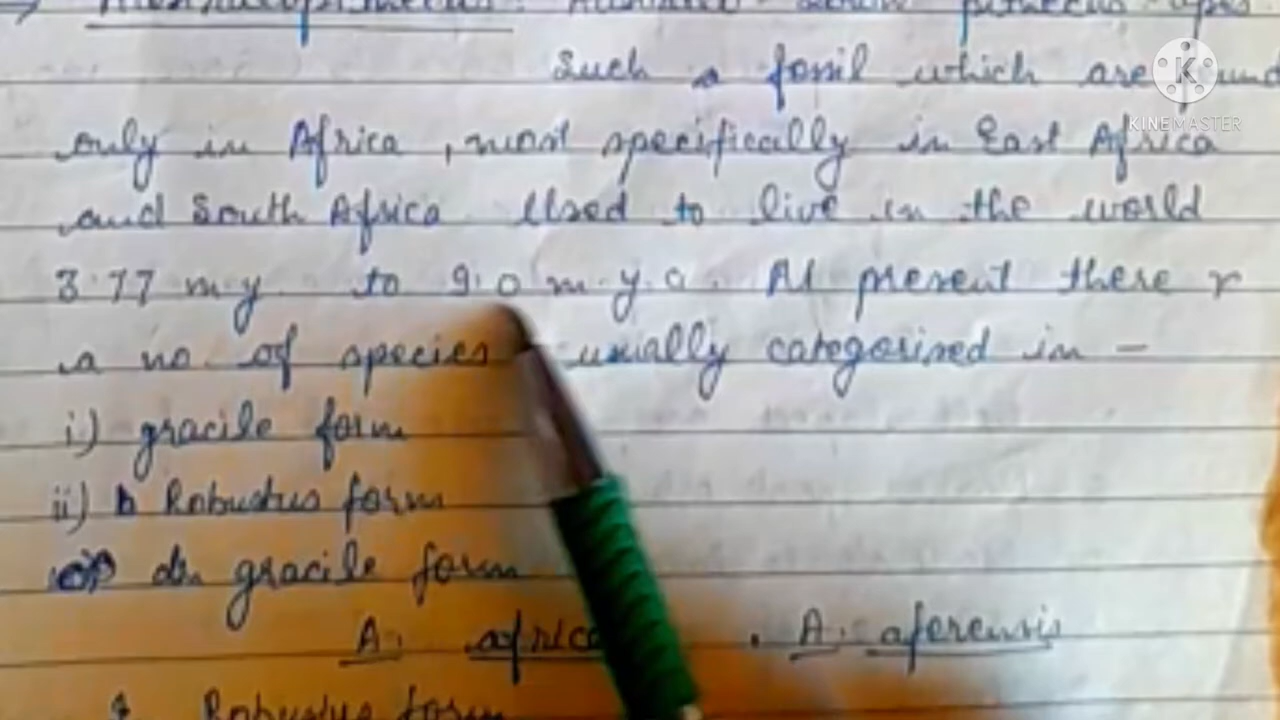 Such a fossil which are
only in Africa, most specifically in East Africa
and South Africa Used to live in the world
3.77 m.y. to 9.0 m.y.a. At present there r
a no. of species usually categorised in -
i) gracile form
ii) Robustus form
gracile form
A. . A. aferensis
Robustus form
KINEMASTER